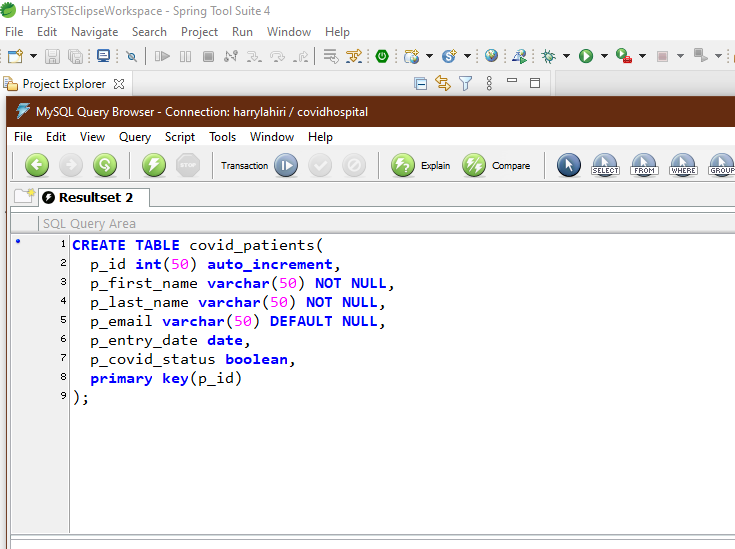 HarrySTSEclipseWorkspace - Spring Tool Suite 4
File Edit Navigate Search Project Run Window Help
Project Explorer
MySQL Query Browser - Connection: harrylahiri / covidhospital
File Edit View Query Script Tools Window Help
STOP Transaction Explain Compare SELECT FROM WHERE GROUP
Resultset 2
SQL Query Area
1 CREATE TABLE covid_patients(
2 p_id int(50) auto_increment,
3 p_first_name varchar(50) NOT NULL,
4 p_last_name varchar(50) NOT NULL,
5 p_email varchar(50) DEFAULT NULL,
6 p_entry_date date,
7 p_covid_status boolean,
8 primary key(p_id)
9 );